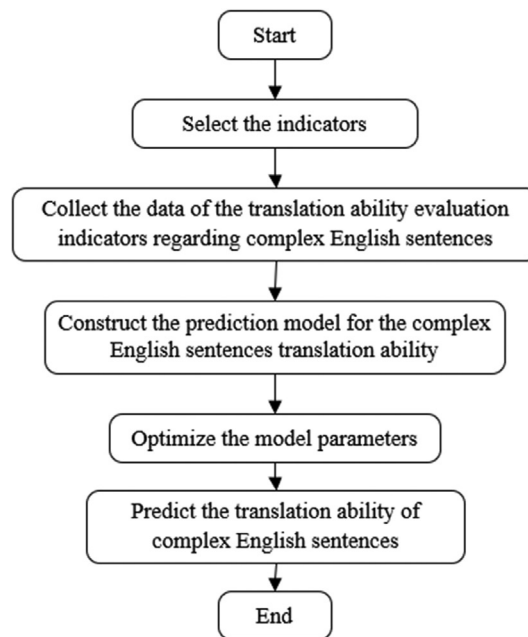 Start
Select the indicators
Collect the data of the translation ability evaluation
indicators regarding complex English sentences
Construct the prediction model for the complex
English sentences translation ability
Optimize the model parameters
Predict the translation ability of
complex English sentences
End